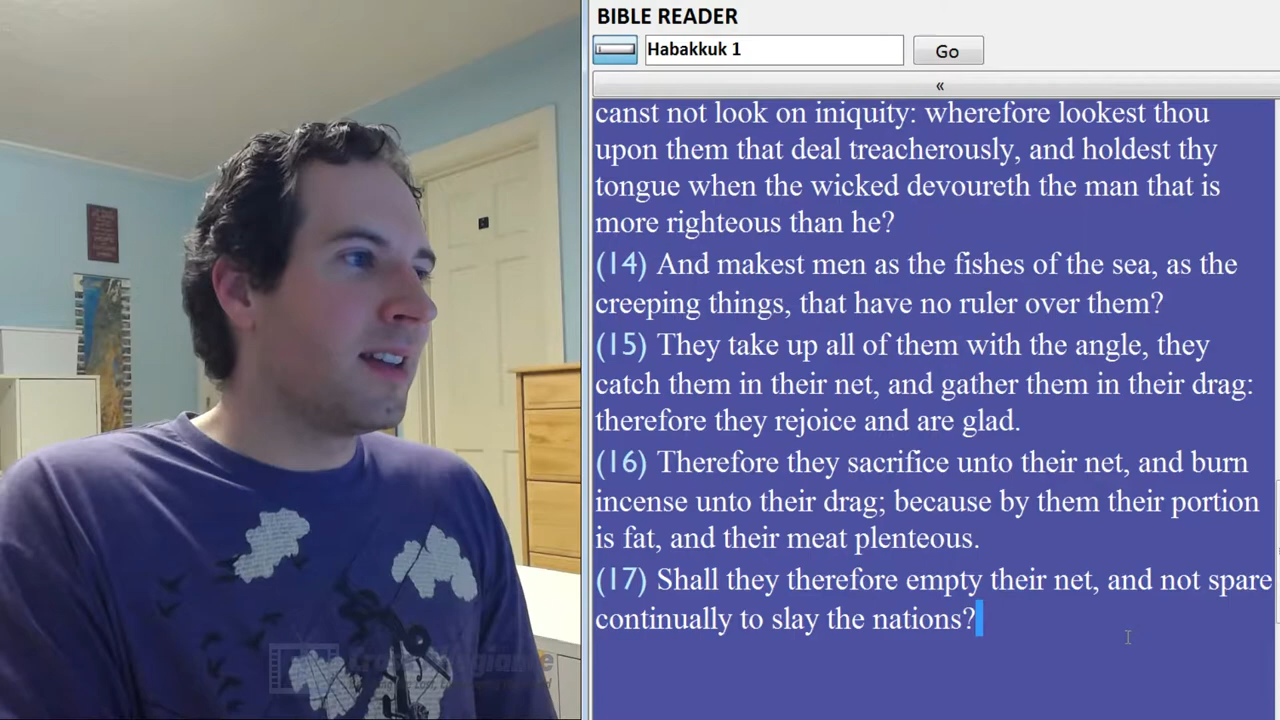 BIBLE READER
Habakkuk 1
Go
«
canst not look on iniquity: wherefore lookest thou
upon them that deal treacherously, and holdest thy
tongue when the wicked devoureth the man that is
more righteous than he?
(14) And makest men as the fishes of the sea, as the
creeping things, that have no ruler over them?
(15) They take up all of them with the angle, they
catch them in their net, and gather them in their drag:
therefore they rejoice and are glad.
(16) Therefore they sacrifice unto their net, and burn
incense unto their drag; because by them their portion
is fat, and their meat plenteous.
(17) Shall they therefore empty their net, and not spare
continually to slay the nations?